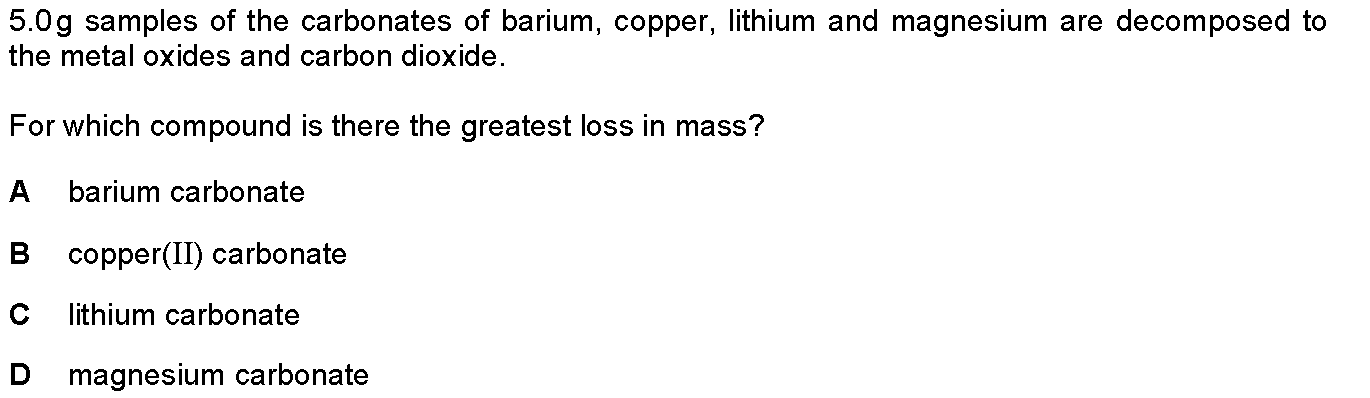 5.0g samples of the carbonates of barium, copper, lithium and magnesium are decomposed to
the metal oxides and carbon dioxide.
For which compound is there the greatest loss in mass?
A barium carbonate
B copper(II) carbonate
C lithium carbonate
D magnesium carbonate